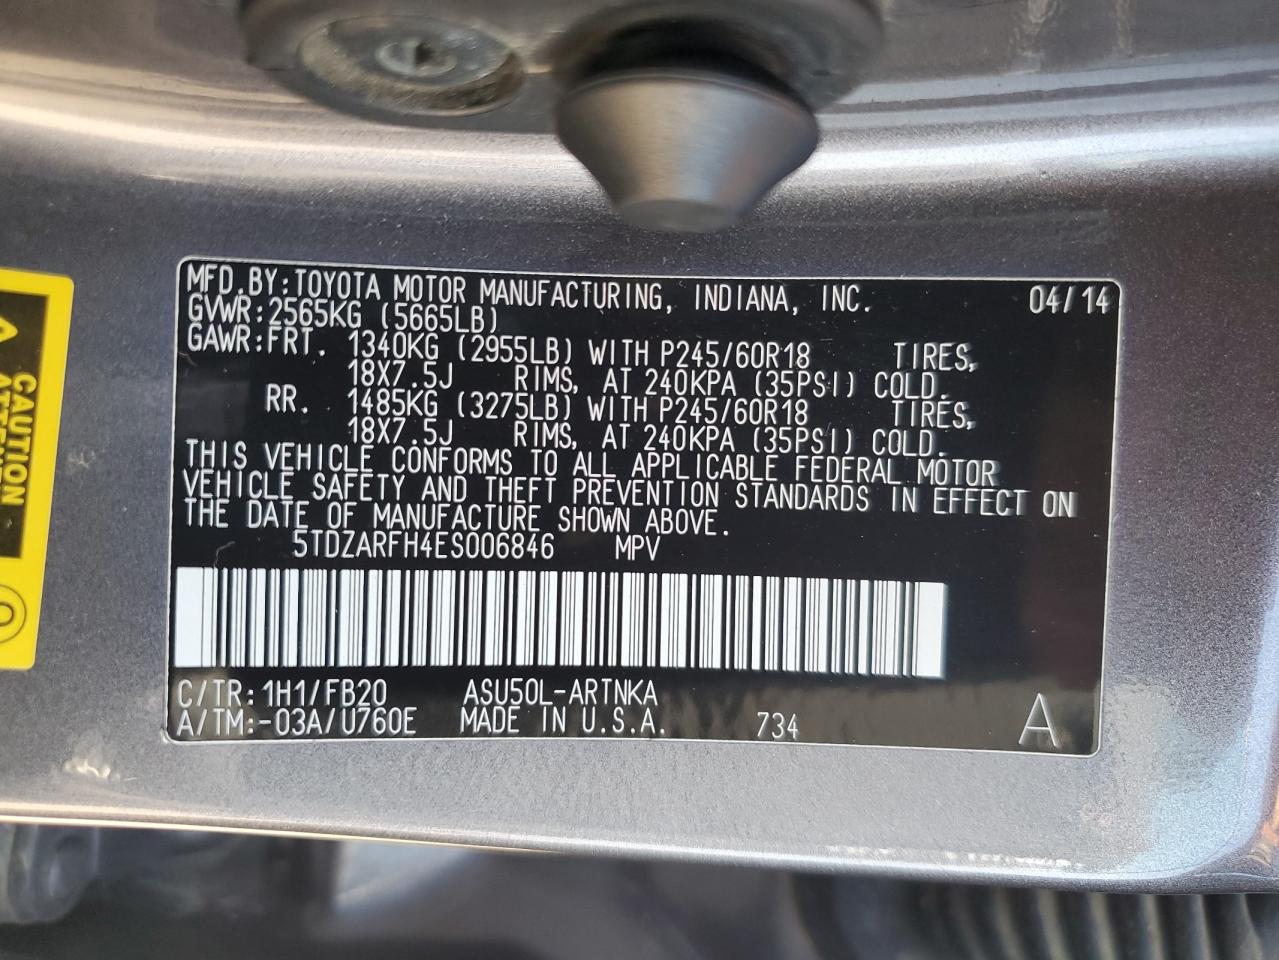 MFD.BY:TOYOTA MOTOR MANUFACTURING, INDIANA, INC. 04/14
GVWR:2565KG (5665LB)
GAWR:FRT. 1340KG (2955LB) WITH P245/60R18 TIRES,
18X7.5J RIMS, AT 240KPA (35PSI) COLD.
RR. 1485KG (3275LB) WITH P245/60R18 TIRES,
18X7.5J RIMS, AT 240KPA (35PSI) COLD.
THIS VEHICLE CONFORMS TO ALL APPLICABLE FEDERAL MOTOR
VEHICLE SAFETY AND THEFT PREVENTION STANDARDS IN EFFECT ON
THE DATE OF MANUFACTURE SHOWN ABOVE.
5TDZARFH4ES006846 MPV
C/TR:1H1/FB20 ASU50L-ARTNKA
A/TM:-03A/U760E MADE IN U.S.A. 734 A
CAUTION